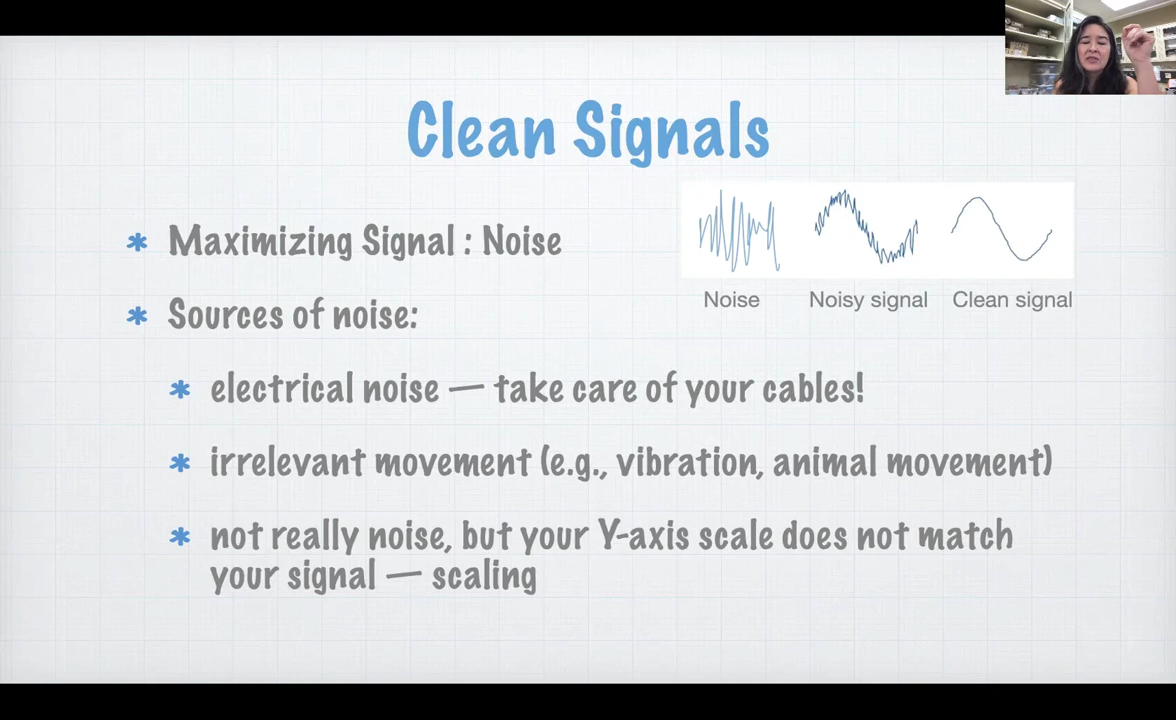 Clean Signals
* Maximizing Signal : Noise
* Sources of noise:
Noise
Noisy signal
Clean signal
* electrical noise — take care of your cables!
* irrelevant movement (e.g., vibration, animal movement)
* not really noise, but your Y-axis scale does not match
your signal — scaling